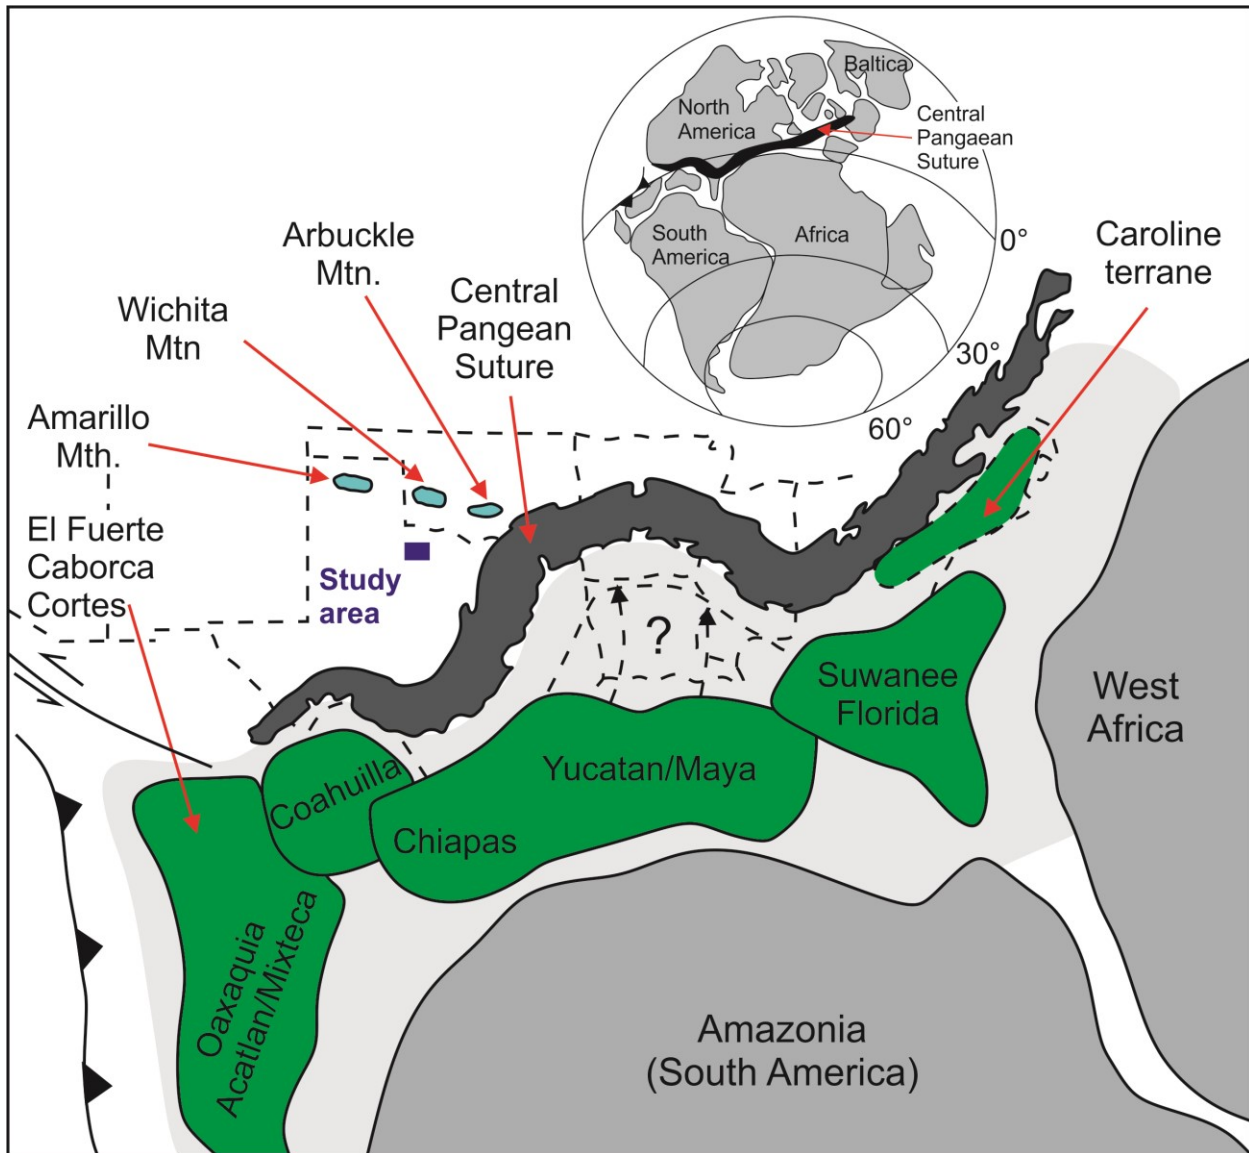 Baltica
North
America
Central
Pangaean
Suture
South
America
Africa
0°
30°
60°
Arbuckle
Mtn.
Wichita
Mtn
Central
Pangean
Suture
Caroline
terrane
Amarillo
Mth.
El Fuerte
Caborca
Cortes
Study
area
?
Suwanee
Florida
West
Africa
Coahuilla
Yucatan/Maya
Chiapas
Oaxaquia
Acatlan/Mixteca
Amazonia
(South America)